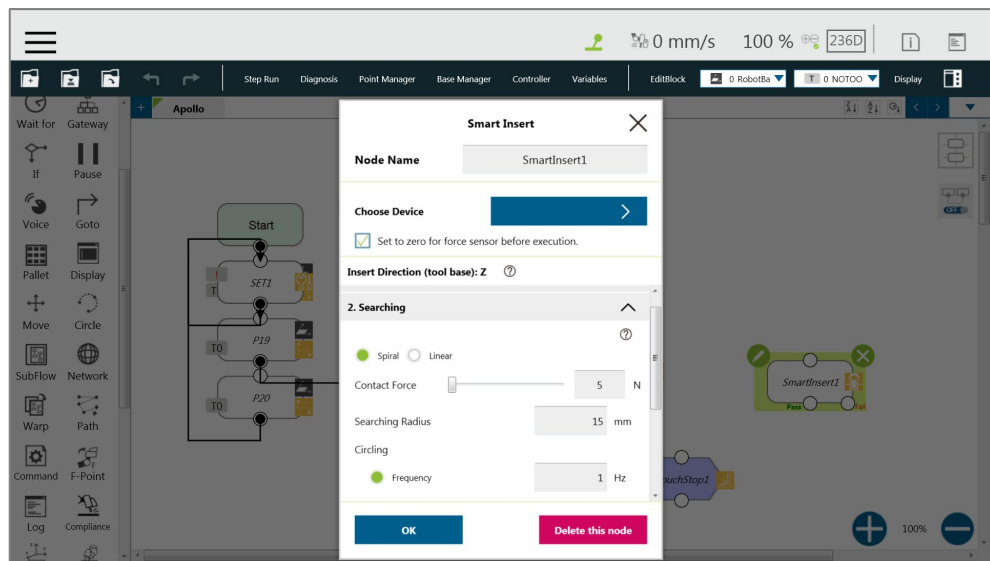 0 mm/s 100 % 236D
Step Run Diagnosis Point Manager Base Manager Controller Variables EditBlock 0 RobotBa T 0 NOTOO Display
Apollo
Wait for Gateway
If Pause
Voice Goto
Pallet Display
Move Circle
SubFlow Network
Warp Path
Command F-Point
Log Compliance
Start
! T SET1
T0 P19
T0 P20
Smart Insert
Node Name SmartInsert1
Choose Device
Set to zero for force sensor before execution.
Insert Direction (tool base): Z ?
2. Searching
?
Spiral Linear
Contact Force 5 N
Searching Radius 15 mm
Circling
Frequency 1 Hz
OK Delete this node
SmartInsert1
Pass Fail
ouchStop1
OFF
100%